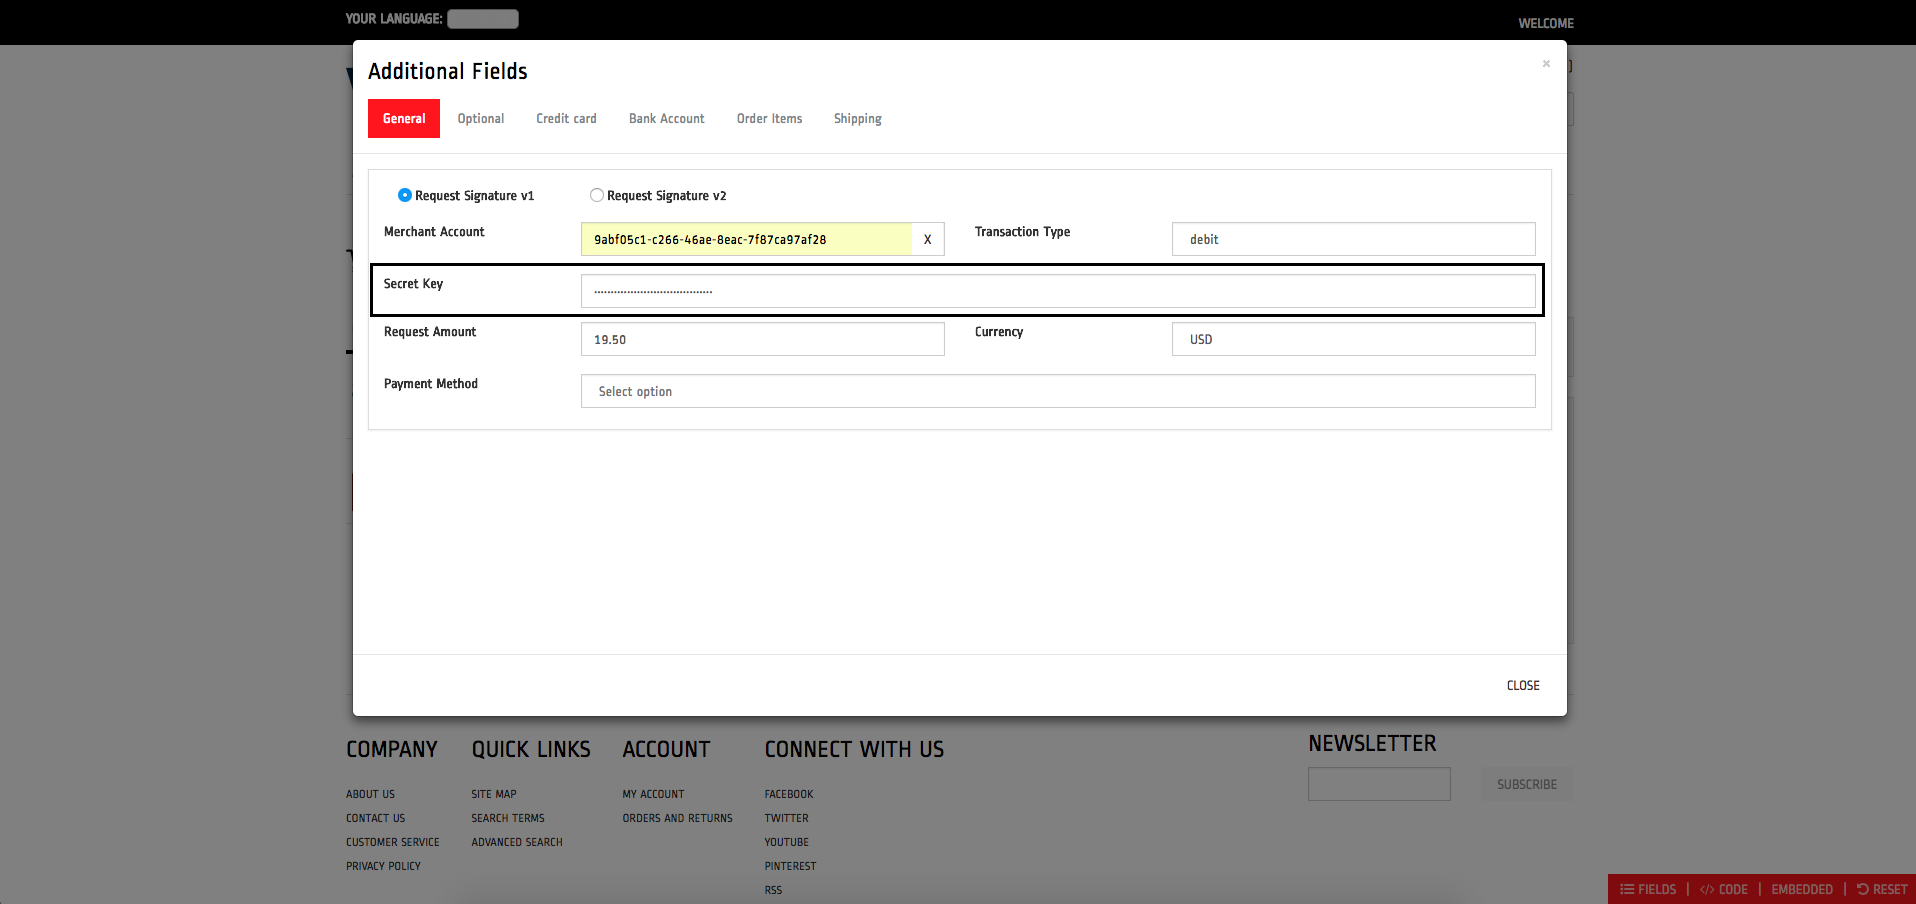 YOUR LANGUAGE:
WELCOME
Additional Fields
×
General Optional Credit card Bank Account Order Items Shipping
Request Signature v1 Request Signature v2
Merchant Account 9abf05c1-c266-46ae-8eac-7f87ca97af28 X Transaction Type debit
Secret Key ....................................
Request Amount 19.50 Currency USD
Payment Method Select option
CLOSE
COMPANY QUICK LINKS ACCOUNT CONNECT WITH US NEWSLETTER
ABOUT US SITE MAP MY ACCOUNT FACEBOOK SUBSCRIBE
CONTACT US SEARCH TERMS ORDERS AND RETURNS TWITTER
CUSTOMER SERVICE ADVANCED SEARCH YOUTUBE
PRIVACY POLICY PINTEREST
RSS
FIELDS | </> CODE | EMBEDDED | RESET